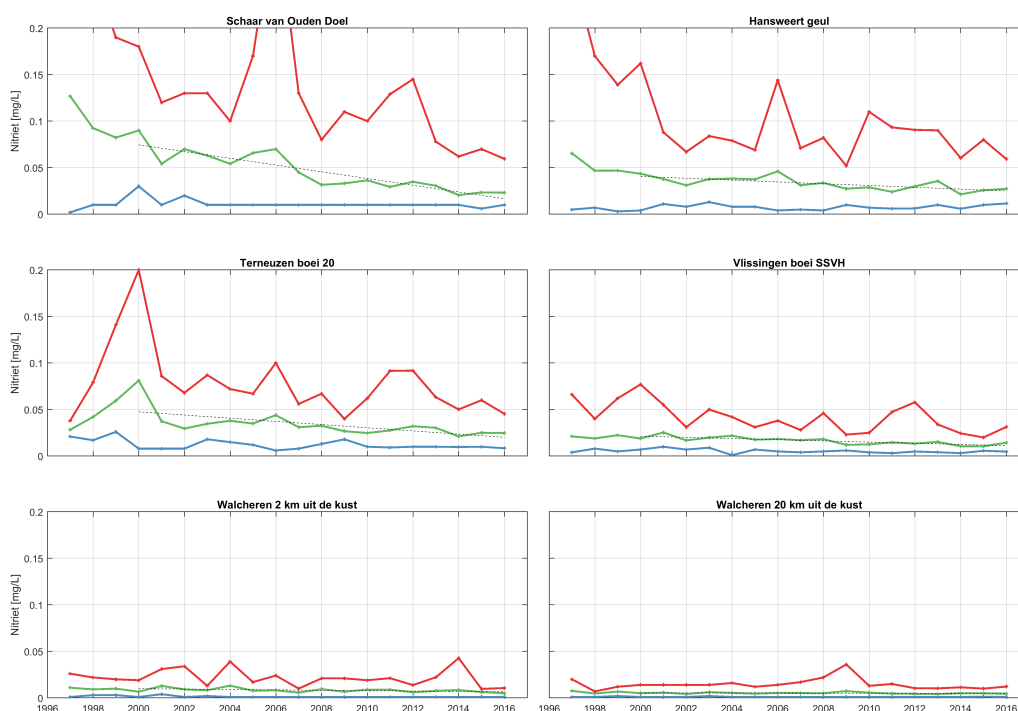 Schaar van Ouden Doel
Hansweert geul
0.2
0.15
0.1
0.05
0
Nitriet [mg/L]
Terneuzen boei 20
Vlissingen boei SSVH
0.2
0.15
0.1
0.05
0
Nitriet [mg/L]
Walcheren 2 km uit de kust
Walcheren 20 km uit de kust
0.2
0.15
0.1
0.05
0
Nitriet [mg/L]
1996 1998 2000 2002 2004 2006 2008 2010 2012 2014 2016
1996 1998 2000 2002 2004 2006 2008 2010 2012 2014 2016